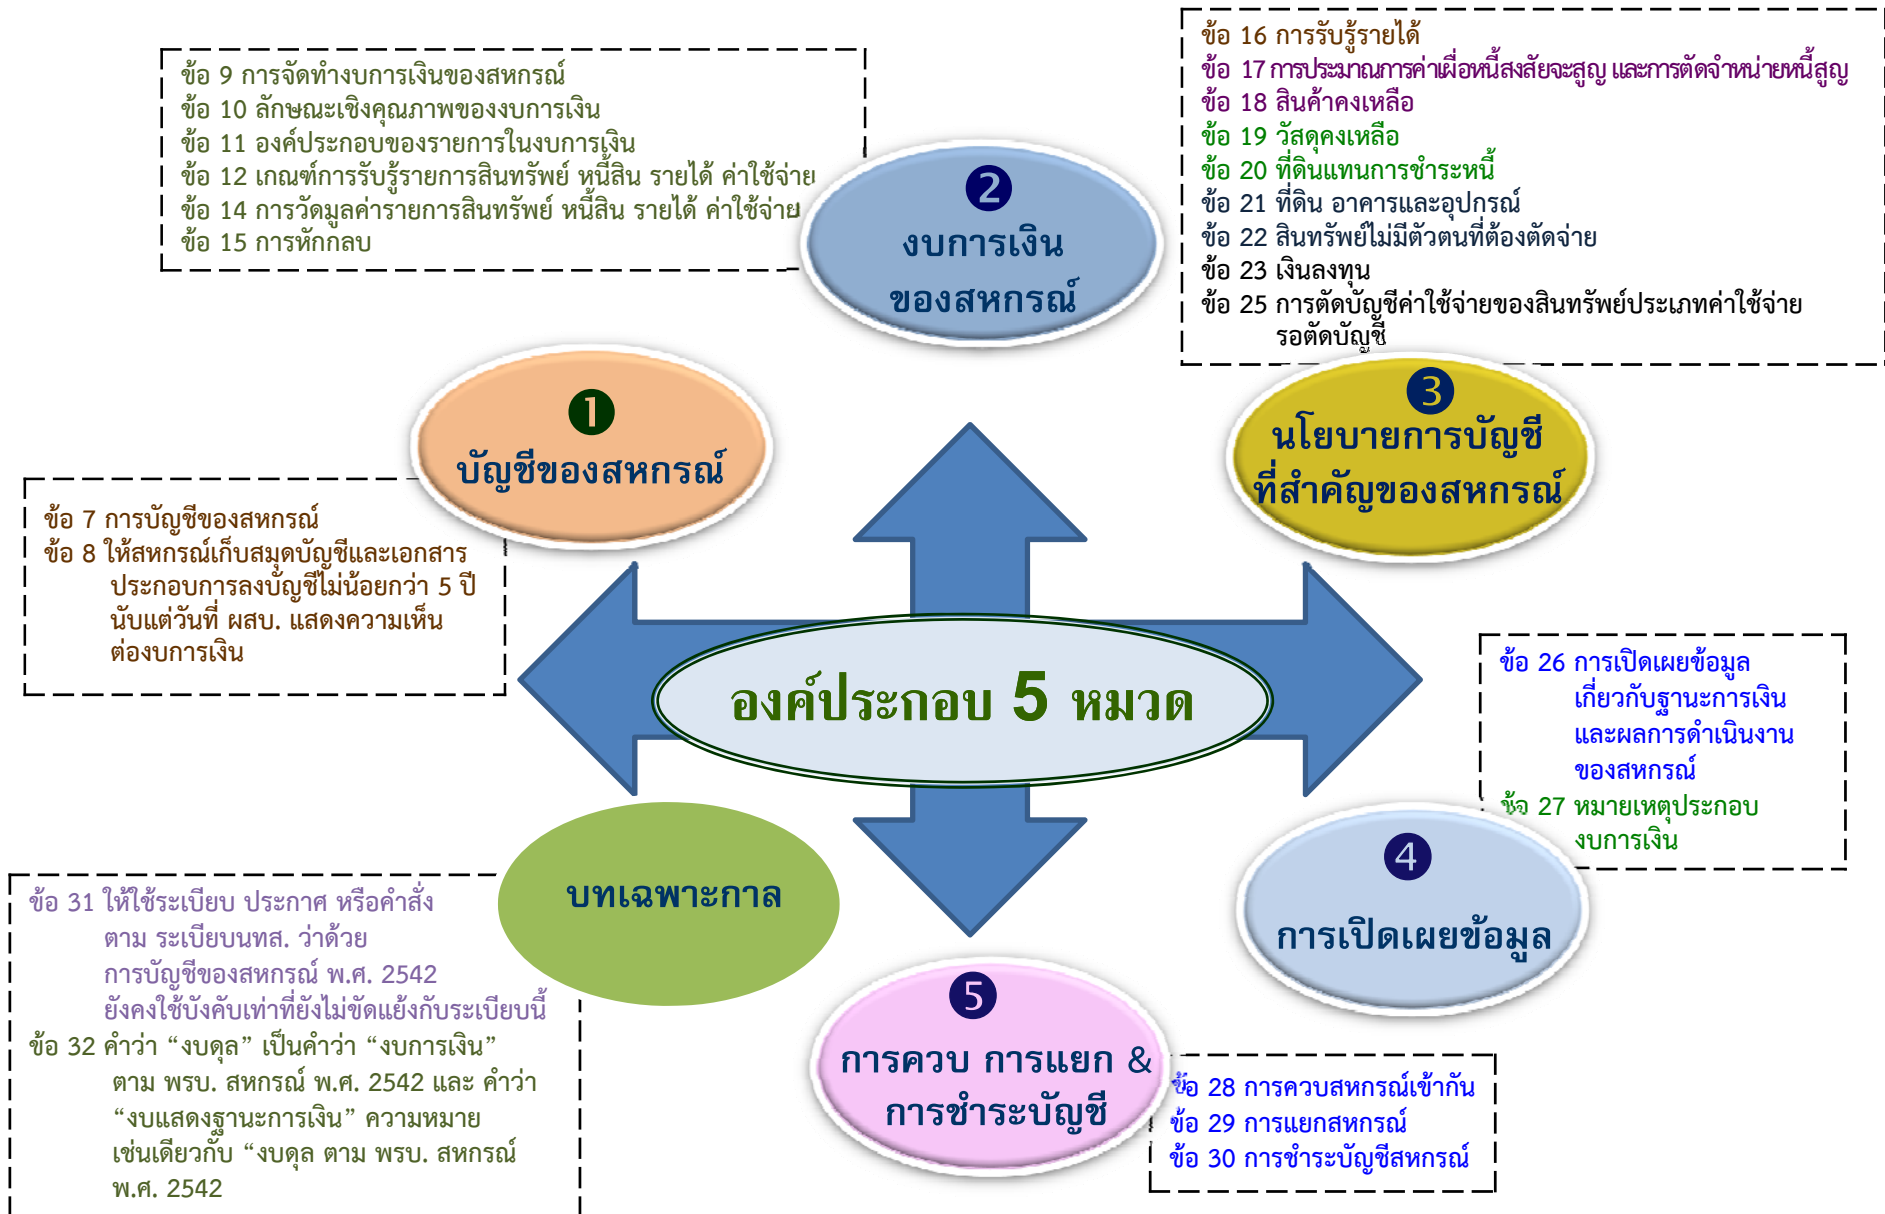 ข้อ 9 การจัดทำงบการเงินของสหกรณ์
ข้อ 10 ลักษณะเชิงคุณภาพของงบการเงิน
ข้อ 11 องค์ประกอบของรายการในงบการเงิน
ข้อ 12 เกณฑ์การรับรู้รายการสินทรัพย์ หนี้สิน รายได้ ค่าใช้จ่าย
ข้อ 14 การวัดมูลค่ารายการสินทรัพย์ หนี้สิน รายได้ ค่าใช้จ่าย
ข้อ 15 การหักกลบ
❷
งบการเงิน
ของสหกรณ์
ข้อ 16 การรับรู้รายได้
ข้อ 17 การประมาณการค่าเผื่อหนี้สงสัยจะสูญ และการตัดจำหน่ายหนี้สูญ
ข้อ 18 สินค้าคงเหลือ
ข้อ 19 วัสดุคงเหลือ
ข้อ 20 ที่ดินแทนการชำระหนี้
ข้อ 21 ที่ดิน อาคารและอุปกรณ์
ข้อ 22 สินทรัพย์ไม่มีตัวตนที่ต้องตัดจ่าย
ข้อ 23 เงินลงทุน
ข้อ 25 การตัดบัญชีค่าใช้จ่ายของสินทรัพย์ประเภทค่าใช้จ่าย
รอตัดบัญชี
❶
บัญชีของสหกรณ์
❸
นโยบายการบัญชี
ที่สำคัญของสหกรณ์
ข้อ 7 การบัญชีของสหกรณ์
ข้อ 8 ให้สหกรณ์เก็บสมุดบัญชีและเอกสาร
ประกอบการลงบัญชีไม่น้อยกว่า 5 ปี
นับแต่วันที่ ผสบ. แสดงความเห็น
ต่องบการเงิน
องค์ประกอบ 5 หมวด
ข้อ 26 การเปิดเผยข้อมูล
เกี่ยวกับฐานะการเงิน
และผลการดำเนินงาน
ของสหกรณ์
ข้อ 27 หมายเหตุประกอบ
งบการเงิน
❹
การเปิดเผยข้อมูล
บทเฉพาะกาล
ข้อ 31 ให้ใช้ระเบียบ ประกาศ หรือคำสั่ง
ตาม ระเบียบนทส. ว่าด้วย
การบัญชีของสหกรณ์ พ.ศ. 2542
ยังคงใช้บังคับเท่าที่ยังไม่ขัดแย้งกับระเบียบนี้
ข้อ 32 คำว่า “งบดุล” เป็นคำว่า “งบการเงิน”
ตาม พรบ. สหกรณ์ พ.ศ. 2542 และ คำว่า
“งบแสดงฐานะการเงิน” ความหมาย
เช่นเดียวกับ “งบดุล ตาม พรบ. สหกรณ์
พ.ศ. 2542
❺
การควบ การแยก &
การชำระบัญชี
ข้อ 28 การควบสหกรณ์เข้ากัน
ข้อ 29 การแยกสหกรณ์
ข้อ 30 การชำระบัญชีสหกรณ์